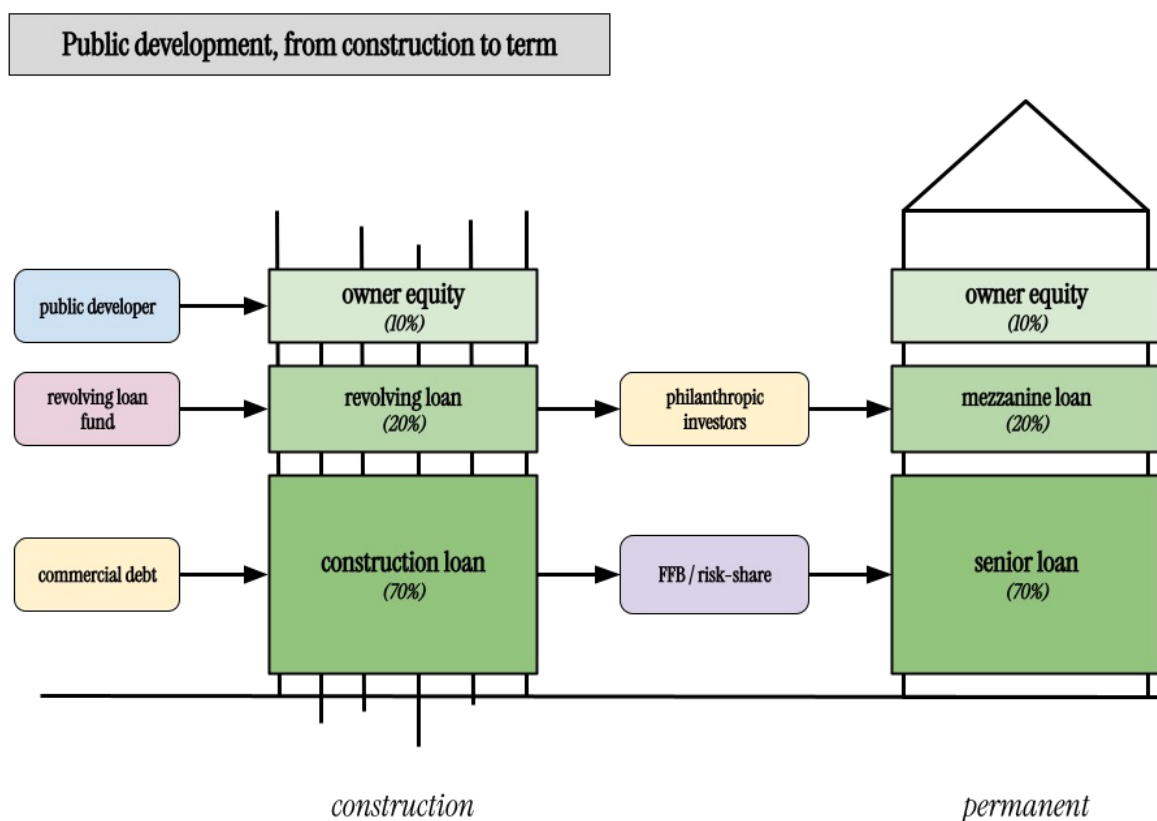 Public development, from construction to term
public developer
owner equity
(10%)
owner equity
(10%)
revolving loan
fund
revolving loan
(20%)
philanthropic
investors
mezzanine loan
(20%)
commercial debt
construction loan
(70%)
FFB / risk-share
senior loan
(70%)
construction
permanent